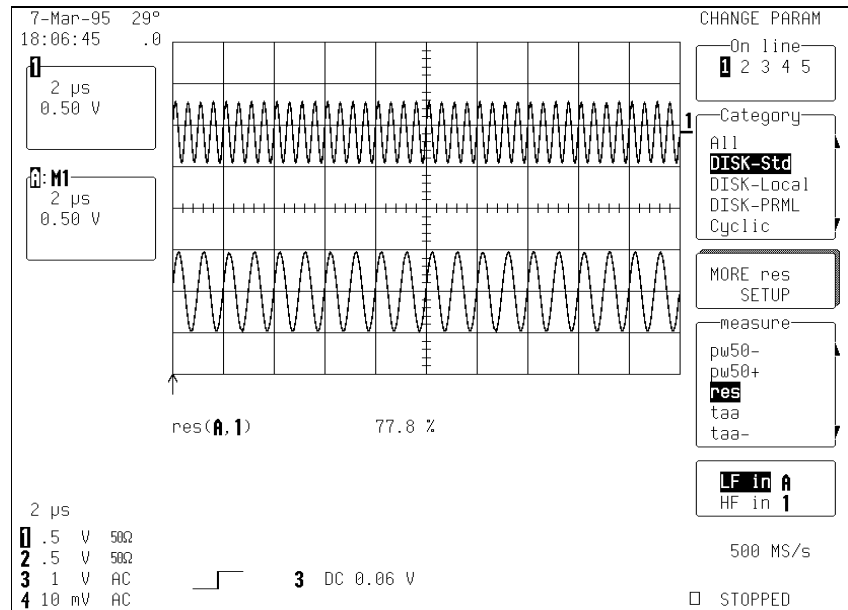 7-Mar-95 29°
18:06:45 .0
1
2 µs
0.50 V
A:M1
2 µs
0.50 V
1
res(A,1) 77.8 %
2 µs
1 .5 V 50Ω
2 .5 V 50Ω
3 1 V AC
4 10 mV AC
3 DC 0.06 V
CHANGE PARAM
On line
1 2 3 4 5
Category
All
DISK-Std
DISK-Local
DISK-PRML
Cyclic
MORE res
SETUP
measure
pw50-
pw50+
res
taa
taa-
LF in A
HF in 1
500 MS/s
STOPPED